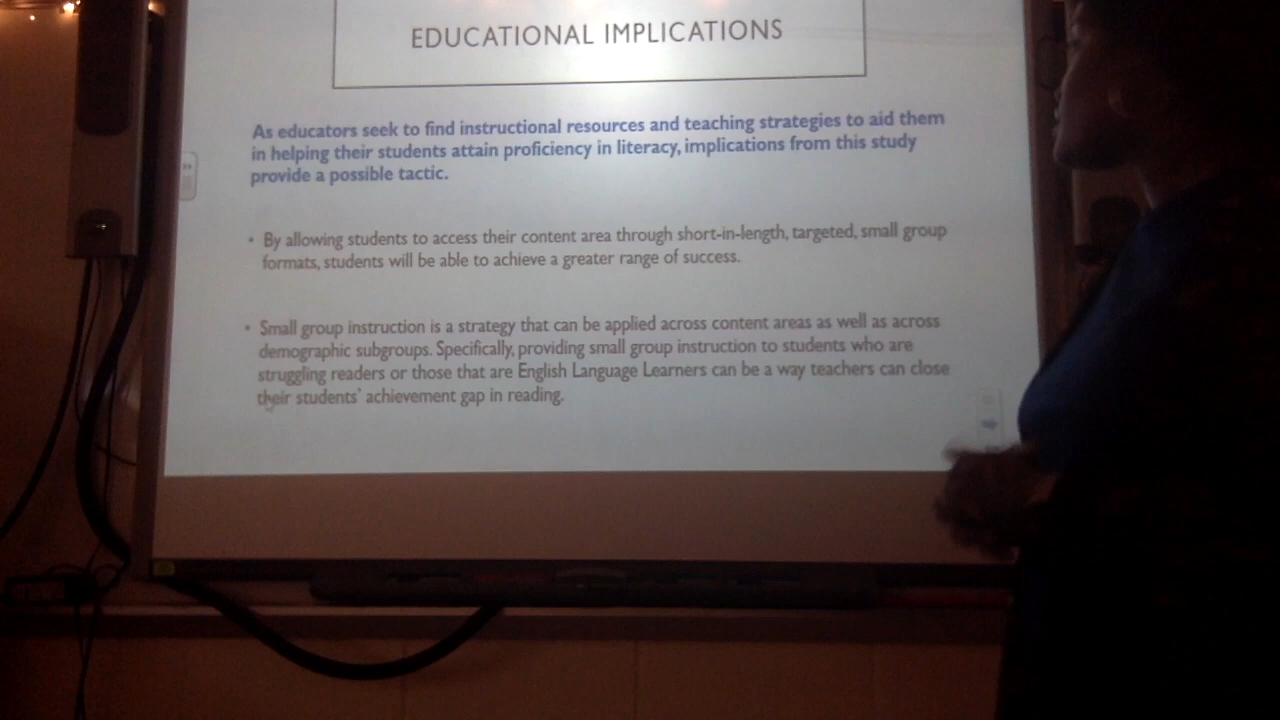 EDUCATIONAL IMPLICATIONS
As educators seek to find instructional resources and teaching strategies to aid them
in helping their students attain proficiency in literacy, implications from this study
provide a possible tactic.
• By allowing students to access their content area through short-in-length, targeted, small group
formats, students will be able to achieve a greater range of success.
• Small group instruction is a strategy that can be applied across content areas as well as across
demographic subgroups. Specifically, providing small group instruction to students who are
struggling readers or those that are English Language Learners can be a way teachers can close
their students' achievement gap in reading.